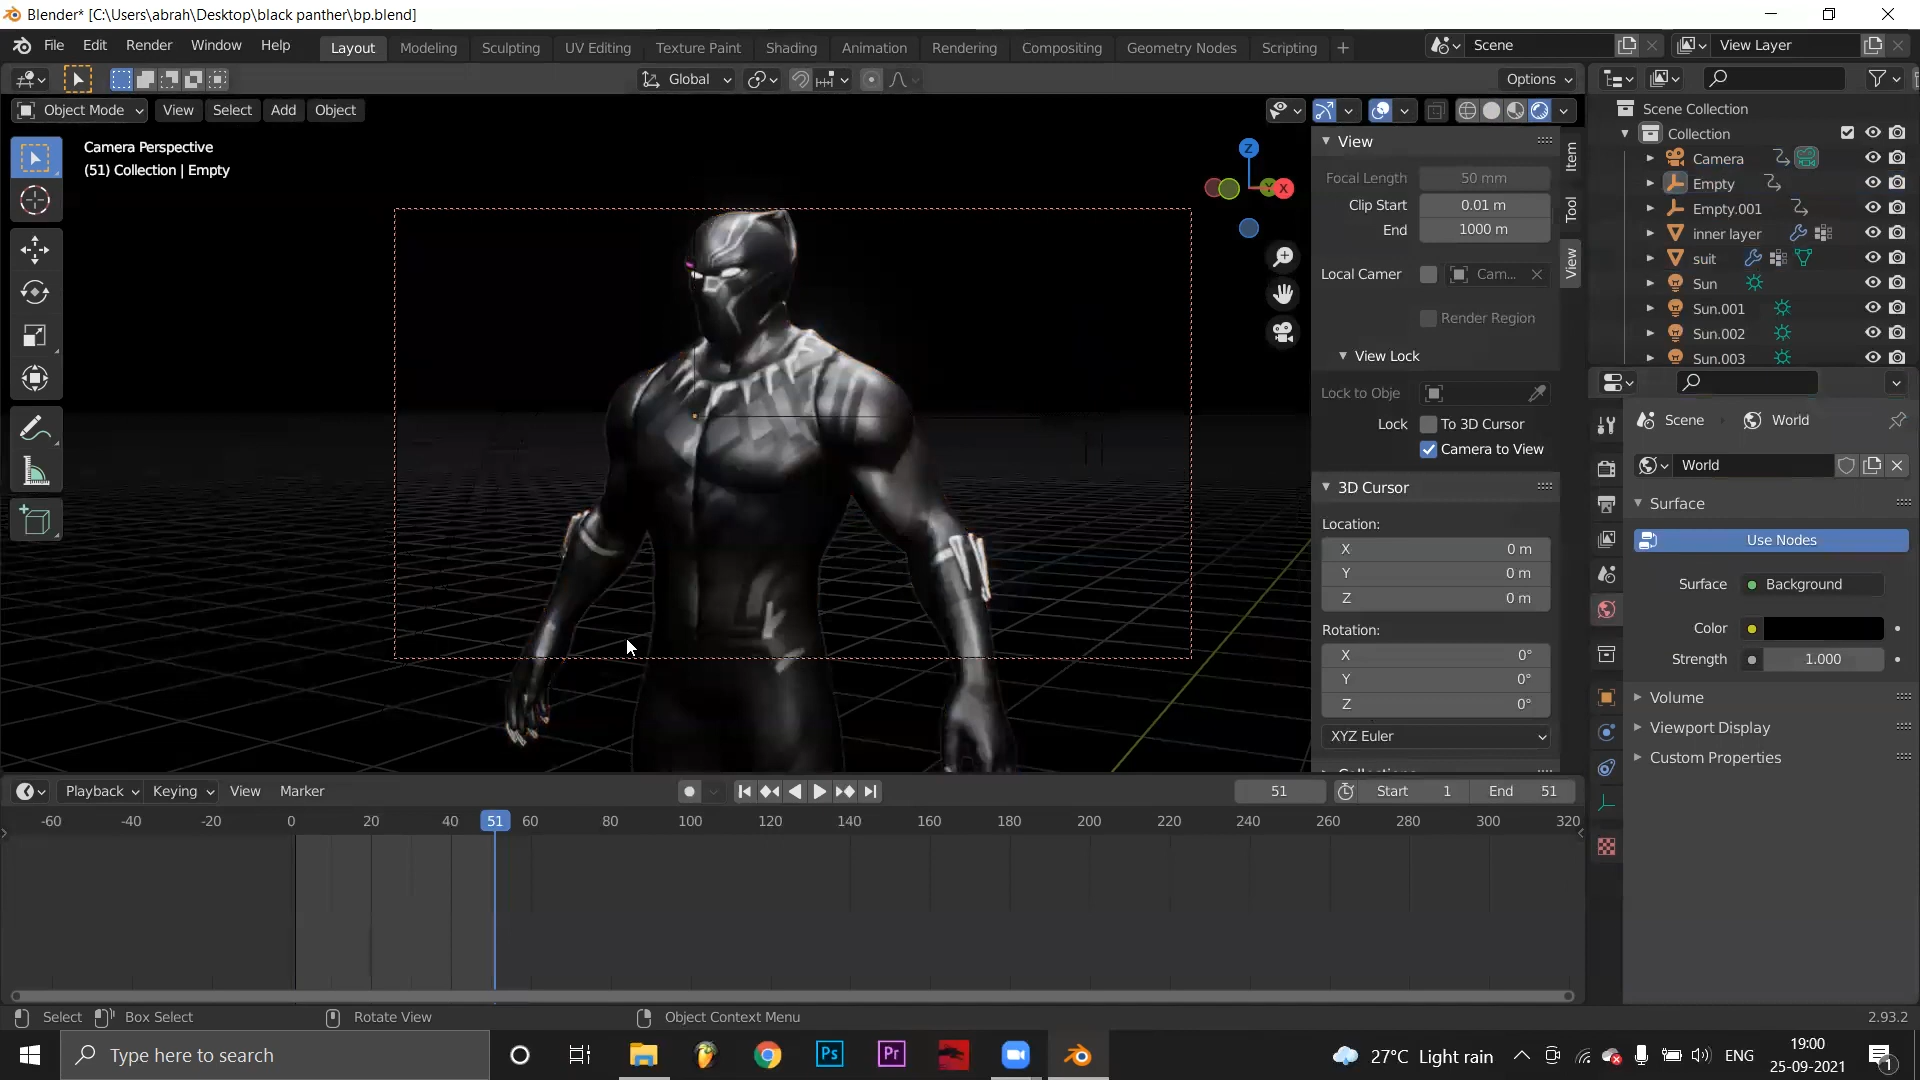 Blender* [C:\Users\abrah\Desktop\black panther\bp.blend]
File Edit Render Window Help Layout Modeling Sculpting UV Editing Texture Paint Shading Animation Rendering Compositing Geometry Nodes Scripting Scene View Layer
Global Options
Object Mode View Select Add Object
Camera Perspective
(51) Collection | Empty
Z
Y X
View
Focal Length 50 mm
Clip Start 0.01 m
End 1000 m
Local Camer Cam...
Render Region
View Lock
Lock to Obje
Lock To 3D Cursor
Camera to View
3D Cursor
Location:
X 0 m
Y 0 m
Z 0 m
Rotation:
X 0°
Y 0°
Z 0°
XYZ Euler
Item
Tool
View
Scene Collection
Collection
Camera
Empty
Empty.001
inner layer
suit
Sun
Sun.001
Sun.002
Sun.003
Scene World
World
Surface
Use Nodes
Surface Background
Color
Strength 1.000
Volume
Viewport Display
Custom Properties
Playback Keying View Marker 51 Start 1 End 51
-60 -40 -20 0 20 40 51 60 80 100 120 140 160 180 200 220 240 260 280 300 320
Select Box Select Rotate View Object Context Menu 2.93.2
Type here to search Ps Pr 27°C Light rain ENG
19:00
25-09-2021
1